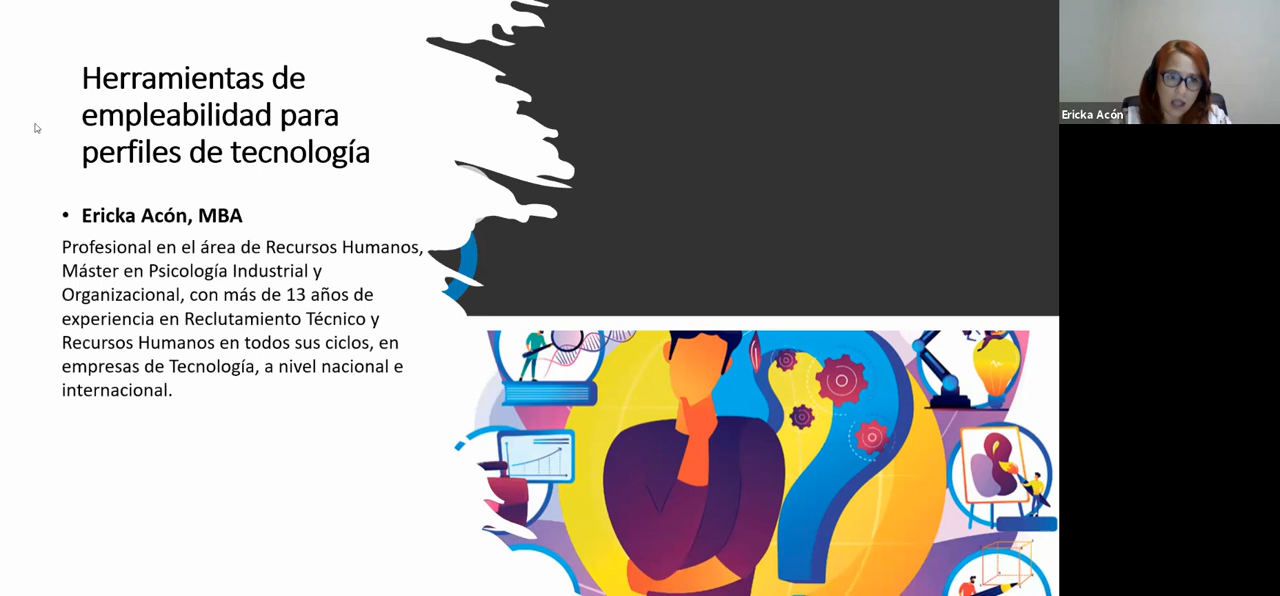 Herramientas de
empleabilidad para
perfiles de tecnología
• Ericka Acón, MBA
Profesional en el área de Recursos Humanos,
Máster en Psicología Industrial y
Organizacional, con más de 13 años de
experiencia en Reclutamiento Técnico y
Recursos Humanos en todos sus ciclos, en
empresas de Tecnología, a nivel nacional e
internacional.
Ericka Acón